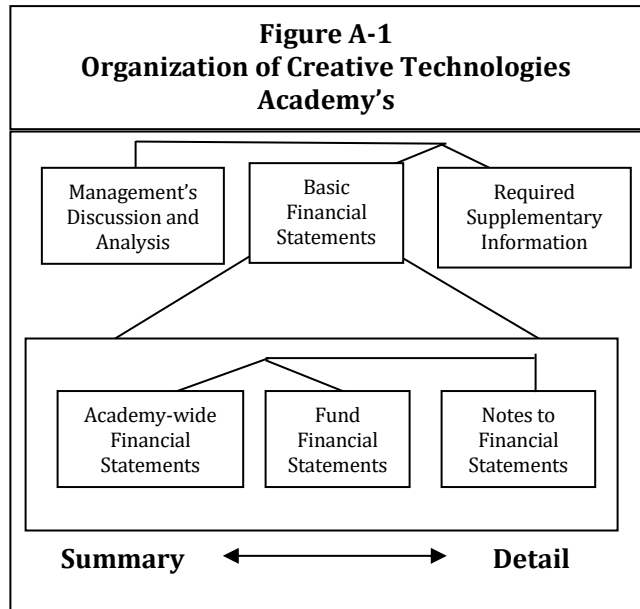 Figure A-1
Organization of Creative Technologies
Academy’s
Management’s
Discussion and
Analysis
Basic
Financial
Statements
Required
Supplementary
Information
Academy-wide
Financial
Statements
Fund
Financial
Statements
Notes to
Financial
Statements
Summary
Detail